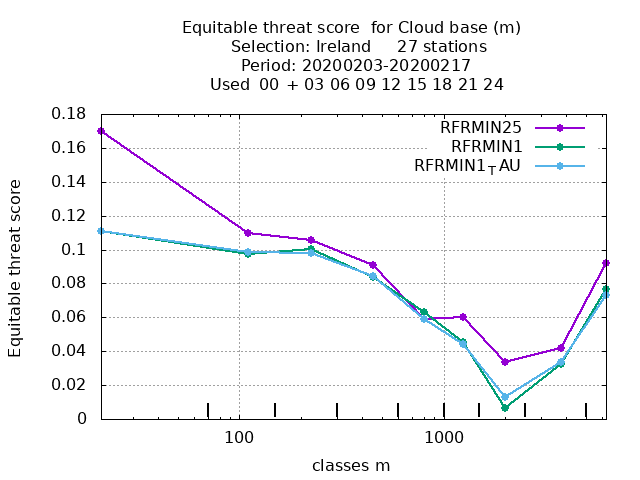 Equitable threat score  for Cloud base (m)
Selection: Ireland     27 stations
Period: 20200203-20200217
Used  00 + 03 06 09 12 15 18 21 24
RFRMIN25
RFRMIN1
RFRMIN1TAU
Equitable threat score
0.18
0.16
0.14
0.12
0.1
0.08
0.06
0.04
0.02
0
100
1000
classes m